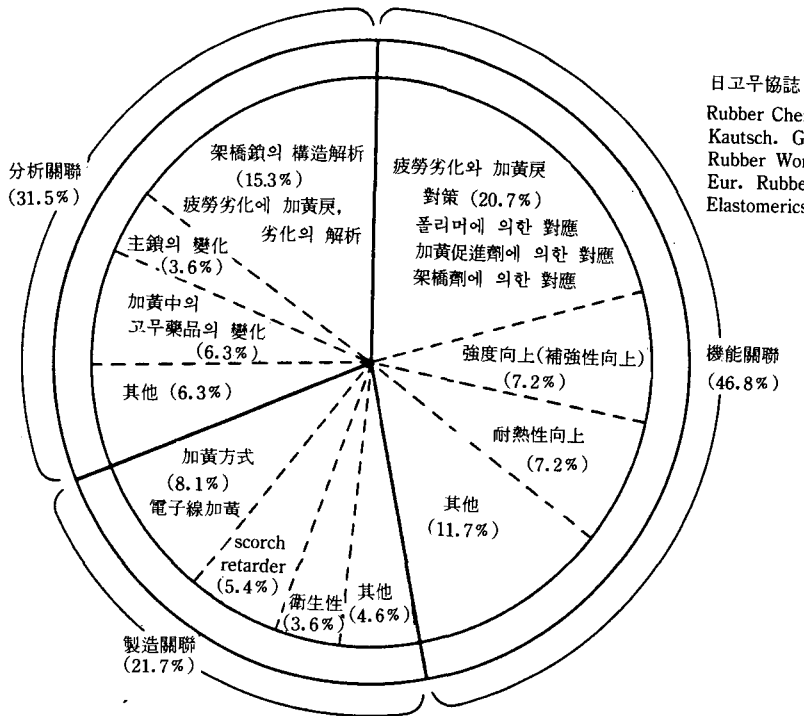 日고무協誌
Rubber Che
Kautsch. G
Rubber Wor
Eur. Rubbe
Elastomerics
分析關聯
(31.5%)
架橋鎖의 構造解析
(15.3%)
疲勞劣化에 加黃戾,
劣化의 解析
主鎖의 變化
(3.6%)
加黃中의
고무藥品의 變化
(6.3%)
其他 (6.3%)
疲勞劣化와 加黃戾
對策 (20.7%)
폴리머에 의한 對應
加黃促進劑에 의한 對應
架橋劑에 의한 對應
強度向上(補強性向上)
(7.2%)
耐熱性向上
(7.2%)
其他
(11.7%)
機能關聯
(46.8%)
加黃方式
(8.1%)
電子線加黃
scorch
retarder
(5.4%)
衛生性
(3.6%)
其他
(4.6%)
製造關聯
(21.7%)